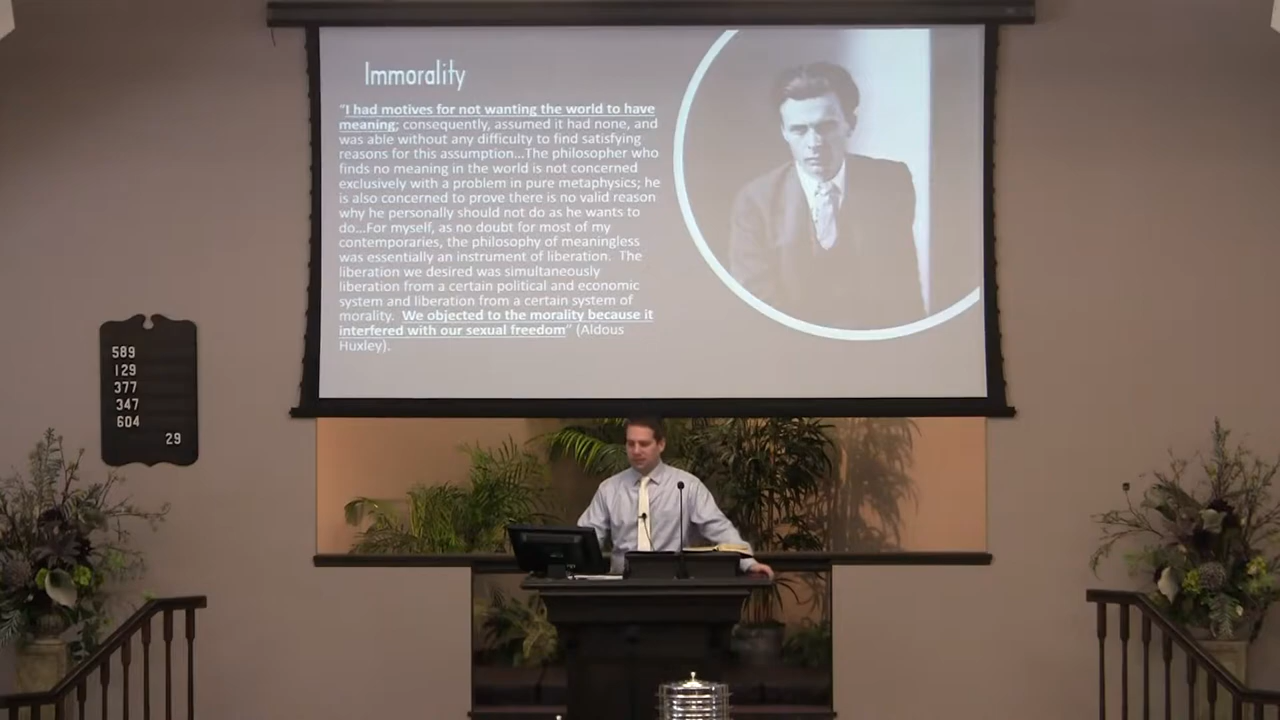 Immorality
"I had motives for not wanting the world to have
meaning; consequently, assumed it had none, and
was able without any difficulty to find satisfying
reasons for this assumption...The philosopher who
finds no meaning in the world is not concerned
exclusively with a problem in pure metaphysics; he
is also concerned to prove there is no valid reason
why he personally should not do as he wants to
do...For myself, as no doubt for most of my
contemporaries, the philosophy of meaningless
was essentially an instrument of liberation. The
liberation we desired was simultaneously
liberation from a certain political and economic
system and liberation from a certain system of
morality. We objected to the morality because it
interfered with our sexual freedom" (Aldous
Huxley).
589
129
377
347
604
29